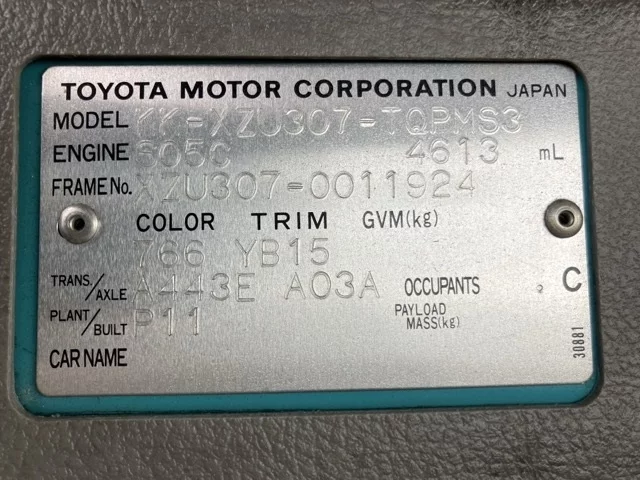 TOYOTA MOTOR CORPORATION JAPAN
MODEL KK-XZU307-TQPMS3
ENGINE S05C 4613 mL
FRAME No. XZU307-0011924
COLOR TRIM GVM(kg)
766 YB15
TRANS./AXLE A443E A03A OCCUPANTS , C
PLANT/BUILT P11 PAYLOAD MASS(kg)
CAR NAME
30881